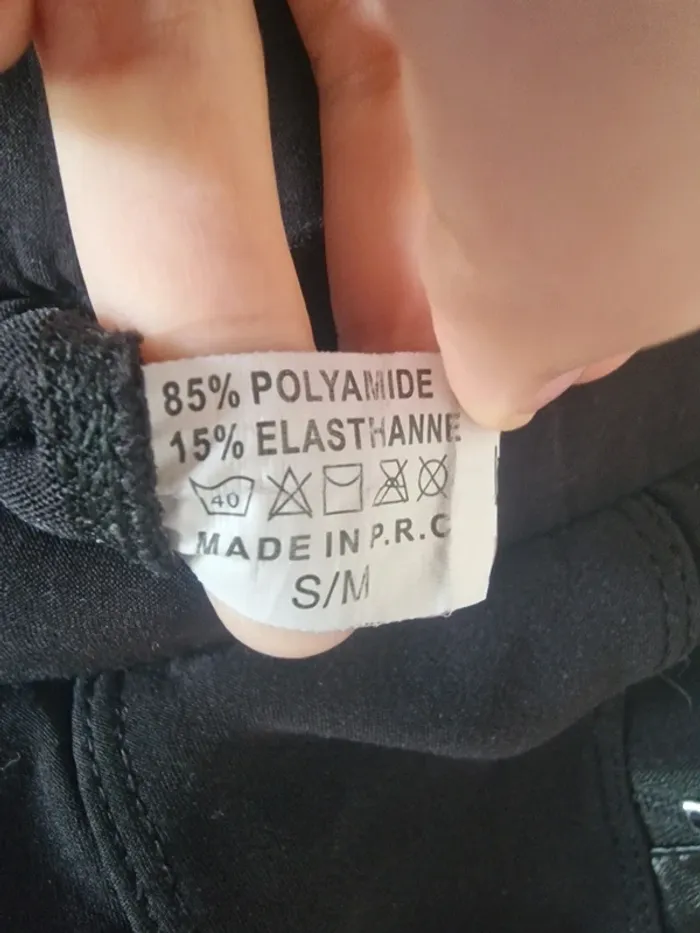 85% POLYAMIDE
15% ELASTHANNE
40
MADE IN P.R.C
S/M